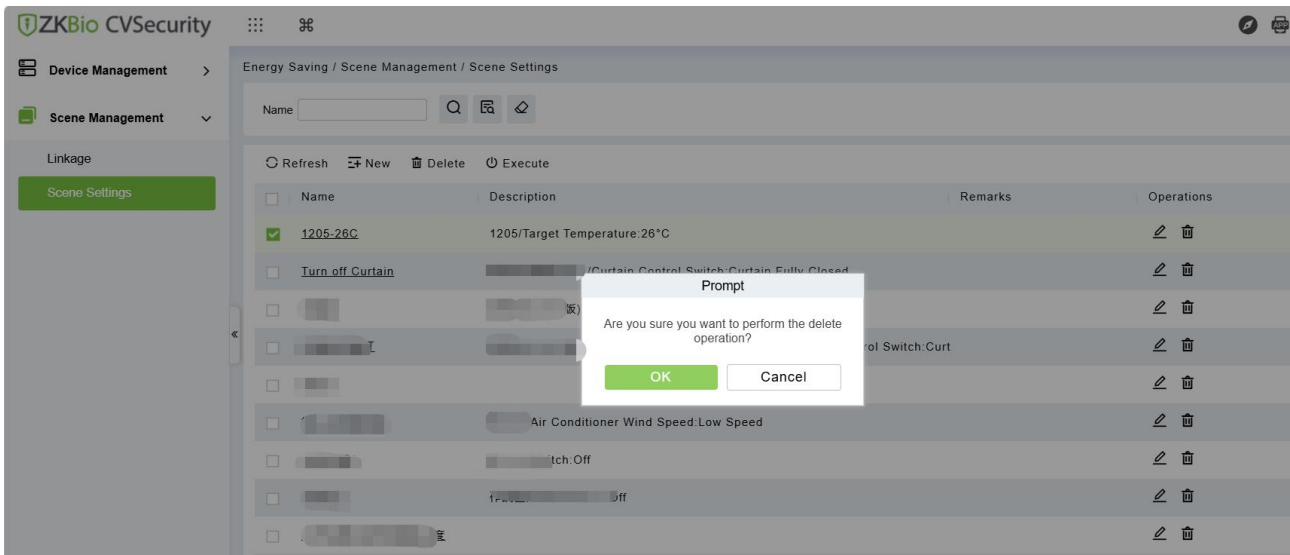 ZKBio CVSecurity
APP
Device Management
Energy Saving / Scene Management / Scene Settings
Scene Management
Name
Linkage
Refresh New Delete Execute
Scene Settings
Name Description Remarks Operations
1205-26C 1205/Target Temperature:26°C
Turn off Curtain /Curtain Control Switch:Curtain Fully Closed
Prompt
饭)
Are you sure you want to perform the delete
operation?
rol Switch:Curt
OK Cancel
Air Conditioner Wind Speed:Low Speed
tch:Off
Off
度